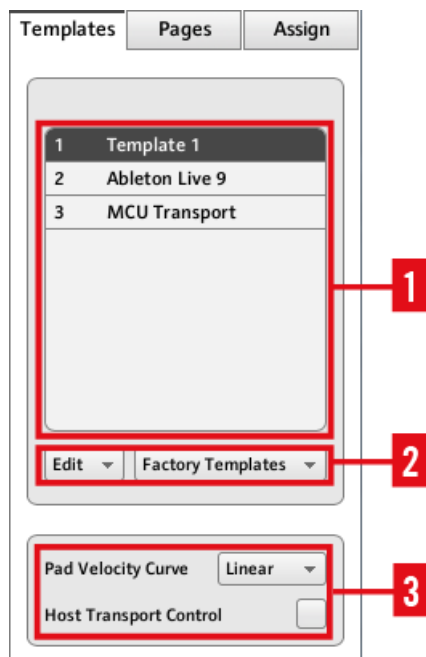 Templates Pages Assign
1 Template 1
2 Ableton Live 9
3 MCU Transport
1
Edit Factory Templates
2
Pad Velocity Curve Linear
3
Host Transport Control